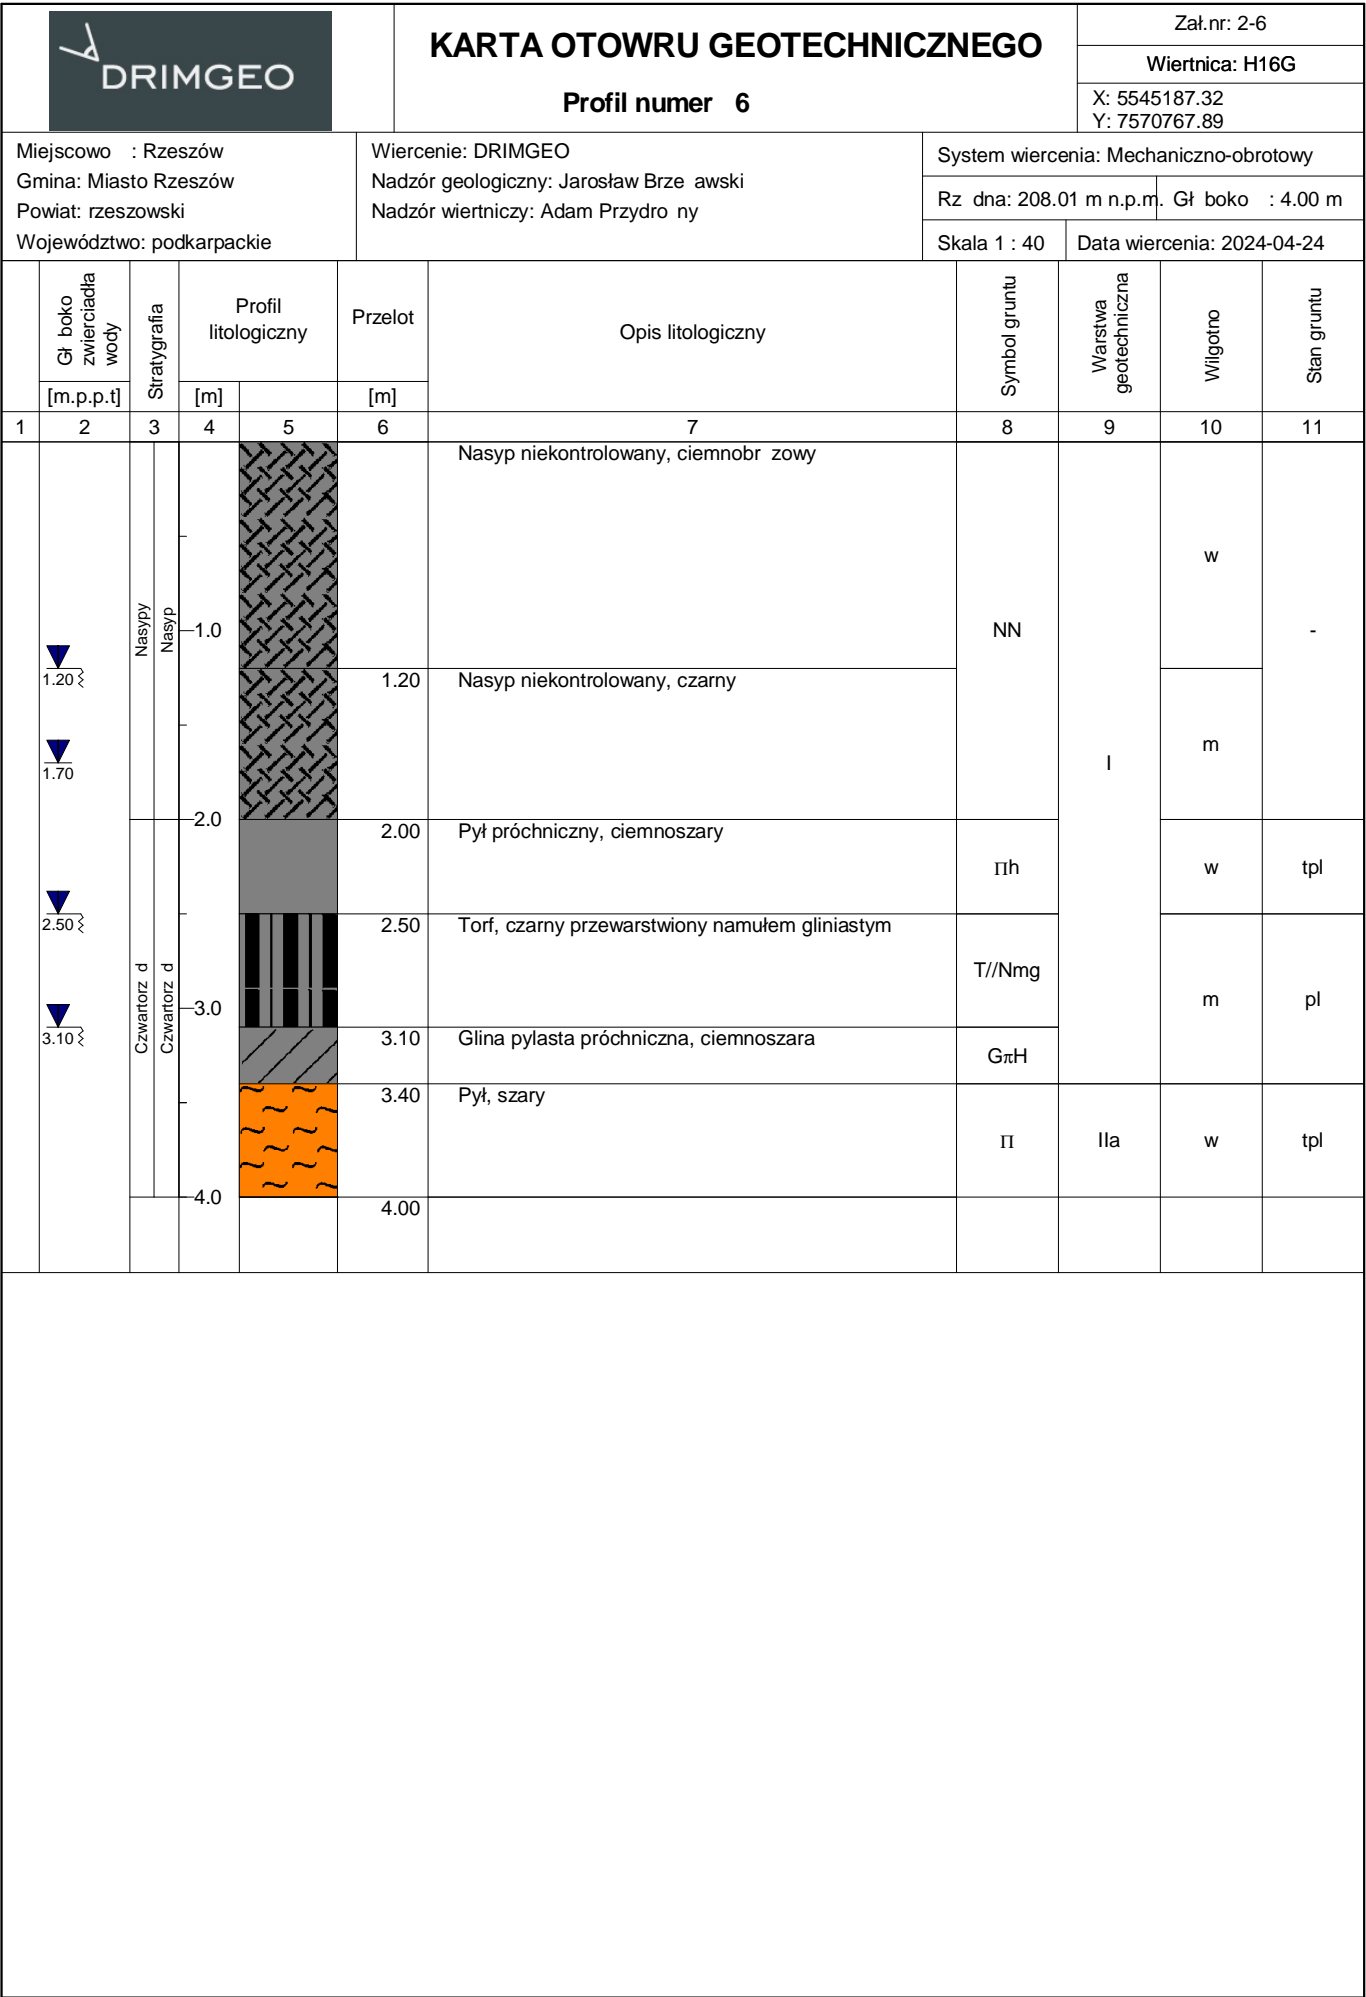 DRIMGEO
KARTA OTOWRU GEOTECHNICZNEGO
Profil numer 6
Zał.nr: 2-6
Wiertnica: H16G
X: 5545187.32
Y: 7570767.89
Miejscowo : Rzeszów
Gmina: Miasto Rzeszów
Powiat: rzeszowski
Województwo: podkarpackie
Wiercenie: DRIMGEO
Nadzór geologiczny: Jarosław Brze awski
Nadzór wiertniczy: Adam Przydro ny
System wiercenia: Mechaniczno-obrotowy
Rz dna: 208.01 m n.p.m. Gł boko : 4.00 m
Skala 1 : 40 Data wiercenia: 2024-04-24
Gł boko
zwierciadła
wody
[m.p.p.t]
Stratygrafia
Profil
litologiczny
[m]
Przelot
[m]
Opis litologiczny
Symbol gruntu
Warstwa
geotechniczna
Wilgotno
Stan gruntu
1 2 3 4 5 6 7 8 9 10 11
Nasyp niekontrolowany, ciemnobr zowy
w
Nasypy
Nasyp
1.0
NN
-
1.20
1.20 Nasyp niekontrolowany, czarny
m
I
1.70
2.0
2.00 Pył próchniczny, ciemnoszary
Πh w tpl
2.50
2.50 Torf, czarny przewarstwiony namułem gliniastym
T//Nmg
Czwartorz d
Czwartorz d
3.0
m pl
3.10
3.10 Glina pylasta próchniczna, ciemnoszara
GπH
3.40 Pył, szary
Π IIa w tpl
4.0
4.00